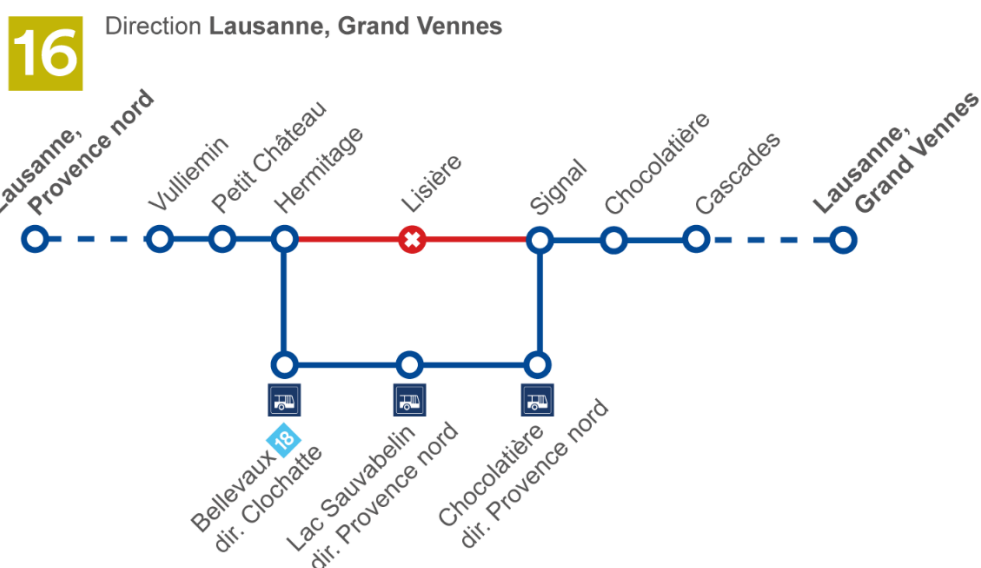 16
Direction Lausanne, Grand Vennes
Lausanne,
Provence nord
Vulliemin
Petit Château
Hermitage
Lisière
Signal
Chocolatière
Cascades
Lausanne,
Grand Vennes
Bellevaux 18
dir. Clochatte
Lac Sauvabelin
dir. Provence nord
Chocolatière
dir. Provence nord